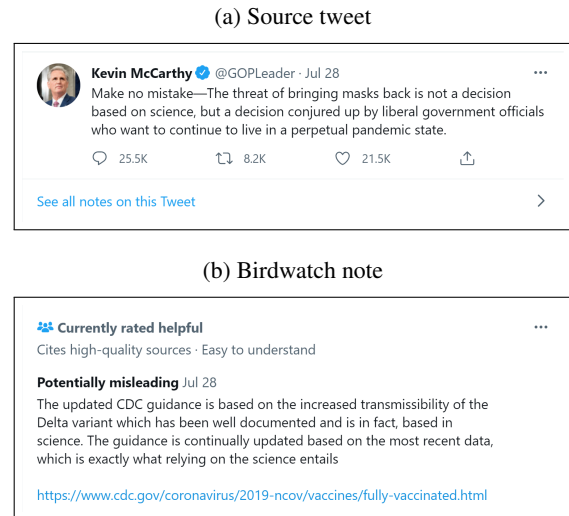 (a) Source tweet
Kevin McCarthy @GOPLeader · Jul 28
Make no mistake—The threat of bringing masks back is not a decision
based on science, but a decision conjured up by liberal government officials
who want to continue to live in a perpetual pandemic state.
25.5K 8.2K 21.5K
See all notes on this Tweet
(b) Birdwatch note
Currently rated helpful
Cites high-quality sources · Easy to understand
Potentially misleading Jul 28
The updated CDC guidance is based on the increased transmissibility of the
Delta variant which has been well documented and is in fact, based in
science. The guidance is continually updated based on the most recent data,
which is exactly what relying on the science entails
https://www.cdc.gov/coronavirus/2019-ncov/vaccines/fully-vaccinated.html